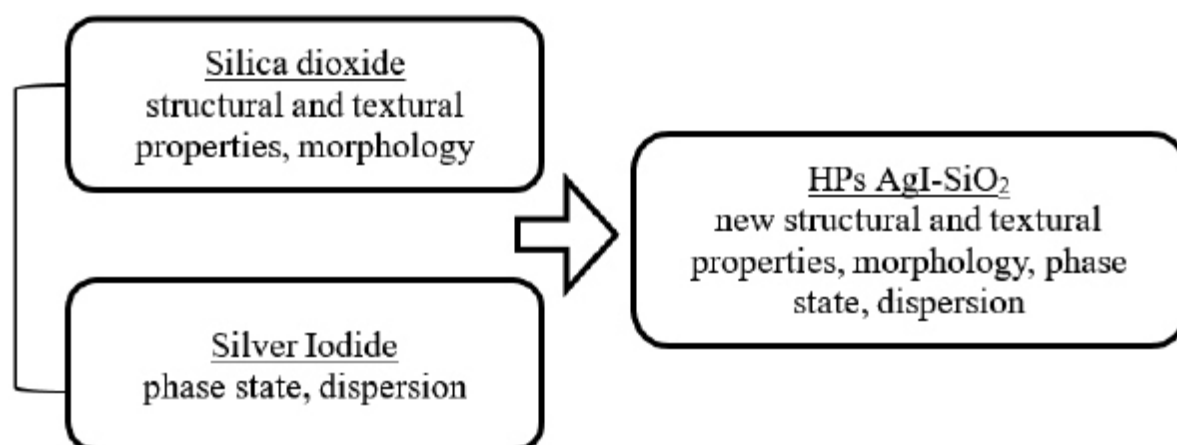 Silica dioxide
structural and textural
properties, morphology
Silver Iodide
phase state, dispersion
HPs AgI-SiO₂
new structural and textural
properties, morphology, phase
state, dispersion